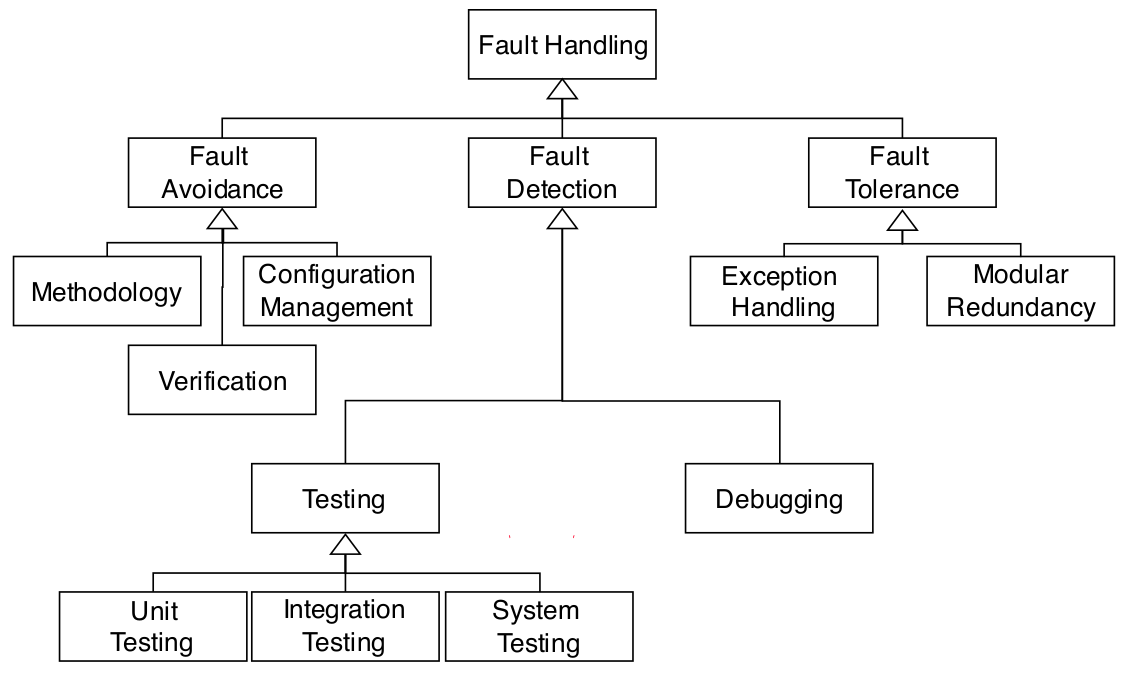 Fault Handling
Fault
Avoidance
Fault
Detection
Fault
Tolerance
Methodology
Configuration
Management
Exception
Handling
Modular
Redundancy
Verification
Testing
Debugging
Unit
Testing
Integration
Testing
System
Testing